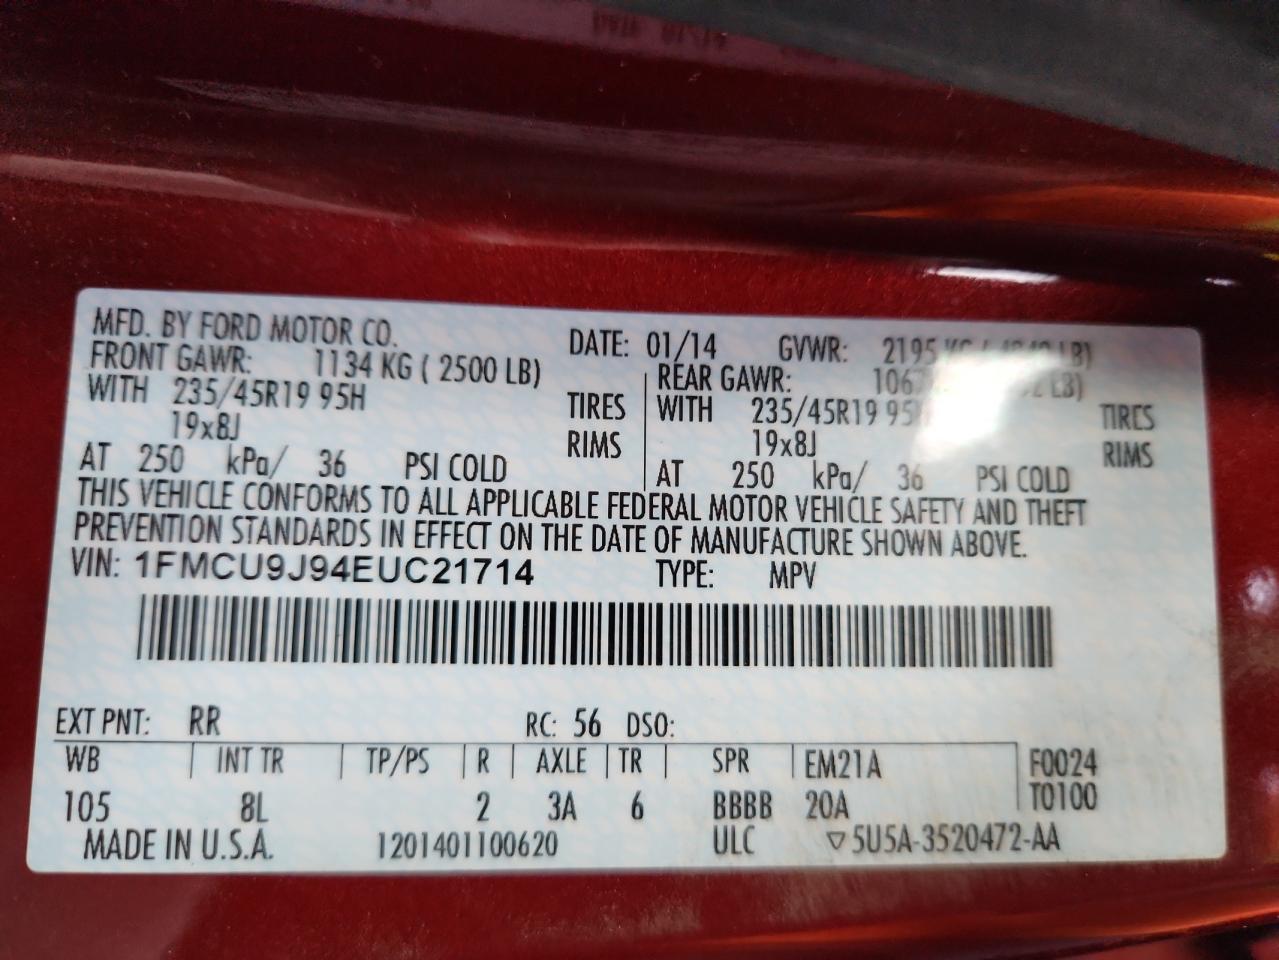 MFD. BY FORD MOTOR CO. DATE: 01/14 GVWR: 2195
FRONT GAWR: 1134 KG ( 2500 LB) REAR GAWR:
WITH 235/45R19 95H TIRES WITH 235/45R19 TIRES
19x8J RIMS 19x8J RIMS
AT 250 kPa/ 36 PSI COLD AT 250 kPa/ 36 PSI COLD
THIS VEHICLE CONFORMS TO ALL APPLICABLE FEDERAL MOTOR VEHICLE SAFETY AND THEFT
PREVENTION STANDARDS IN EFFECT ON THE DATE OF MANUFACTURE SHOWN ABOVE.
VIN: 1FMCU9J94EUC21714 TYPE: MPV
EXT PNT: RR RC: 56 DSO:
WB INT TR TP/PS R AXLE TR SPR EM21A F0024
105 8L 2 3A 6 BBBB 20A T0100
MADE IN U.S.A. 1201401100620 ULC ▽5U5A-3520472-AA